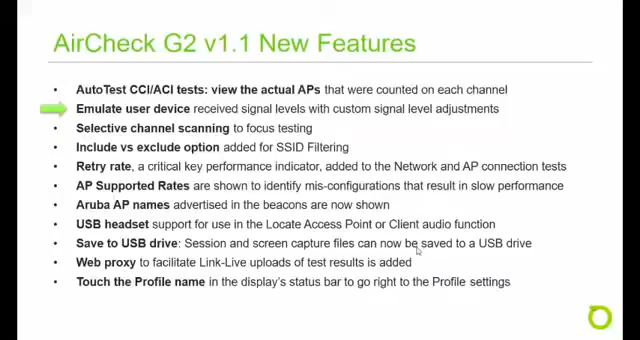 AirCheck G2 v1.1 New Features
AutoTest CCI/ACI tests: view the actual APs that were counted on each channel
Emulate user device received signal levels with custom signal level adjustments
Selective channel scanning to focus testing
Include vs exclude option added for SSID Filtering
Retry rate, a critical key performance indicator, added to the Network and AP connection tests
AP Supported Rates are shown to identify mis-configurations that result in slow performance
Aruba AP names advertised in the beacons are now shown
USB headset support for use in the Locate Access Point or Client audio function
Save to USB drive: Session and screen capture files can now be saved to a USB drive
Web proxy to facilitate Link-Live uploads of test results is added
Touch the Profile name in the display's status bar to go right to the Profile settings